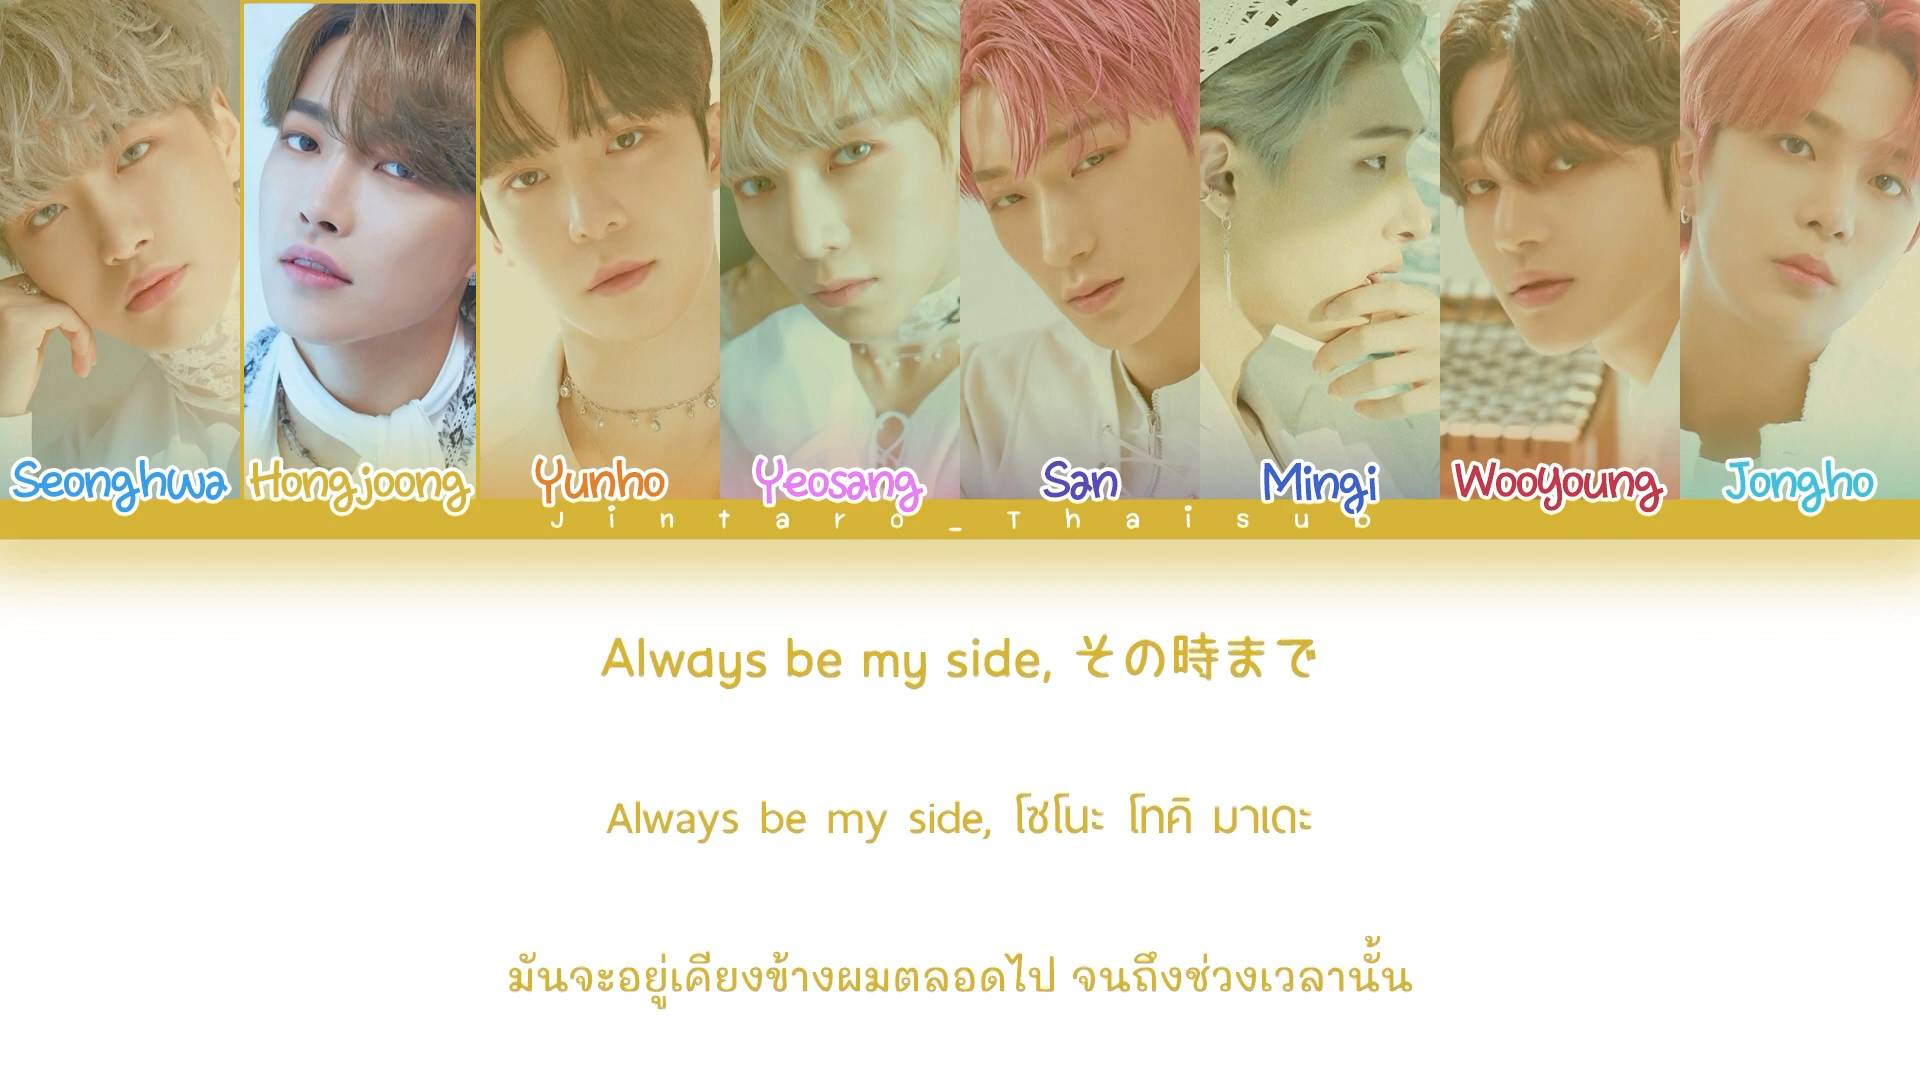 Seonghwa Hongjoong Yunho Yeosang San Mingi Wooyoung Jongho
Jintaro_Thaisub
Always be my side, その時まで
Always be my side, โซโนะ โทคิ มาเดะ
มันจะอยู่เคียงข้างผมตลอดไป จนถึงช่วงเวลานั้น